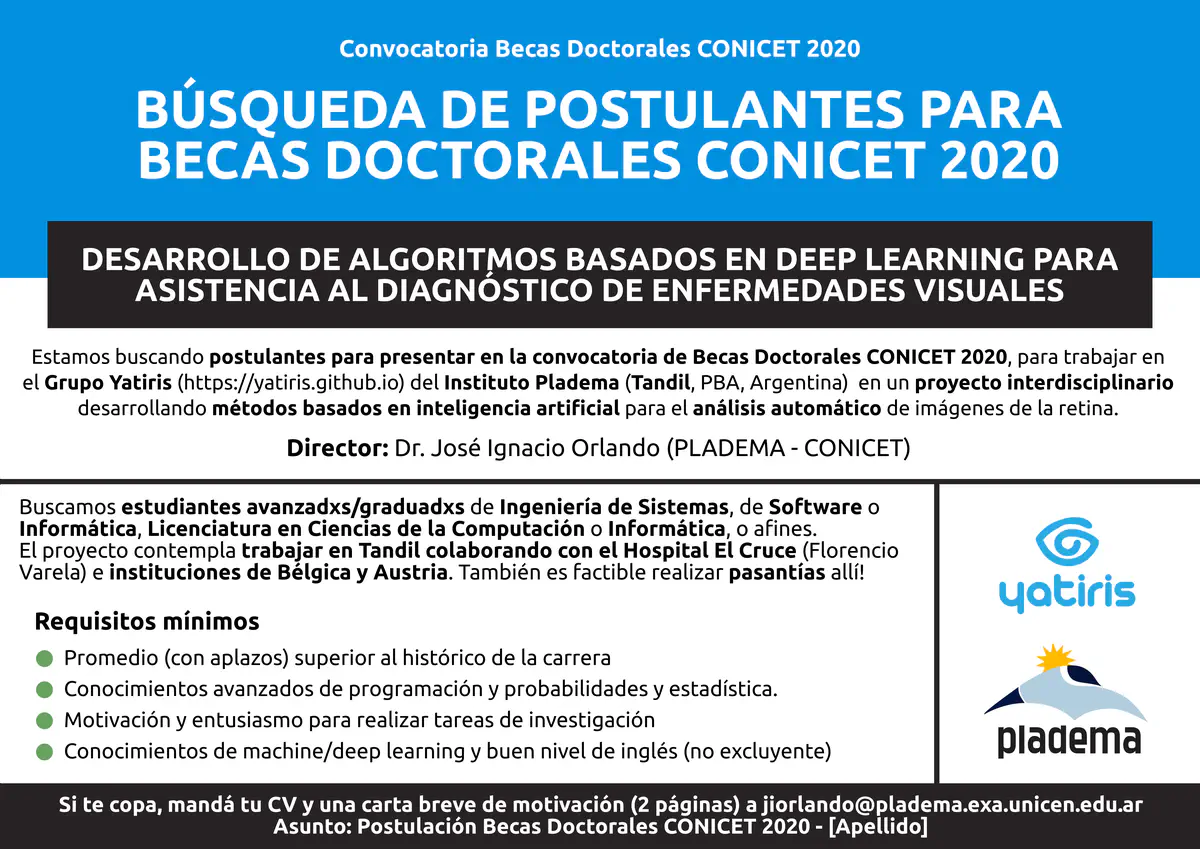 Convocatoria Becas Doctorales CONICET 2020
BÚSQUEDA DE POSTULANTES PARA
BECAS DOCTORALES CONICET 2020
DESARROLLO DE ALGORITMOS BASADOS EN DEEP LEARNING PARA
ASISTENCIA AL DIAGNÓSTICO DE ENFERMEDADES VISUALES
Estamos buscando postulantes para presentar en la convocatoria de Becas Doctorales CONICET 2020, para trabajar en
el Grupo Yatiris (https://yatiris.github.io) del Instituto Pladema (Tandil, PBA, Argentina) en un proyecto interdisciplinario
desarrollando métodos basados en inteligencia artificial para el análisis automático de imágenes de la retina.
Director: Dr. José Ignacio Orlando (PLADEMA - CONICET)
Buscamos estudiantes avanzadxs/graduadxs de Ingeniería de Sistemas, de Software o
Informática, Licenciatura en Ciencias de la Computación o Informática, o afines.
El proyecto contempla trabajar en Tandil colaborando con el Hospital El Cruce (Florencio
Varela) e instituciones de Bélgica y Austria. También es factible realizar pasantías allí!
Requisitos mínimos
Promedio (con aplazos) superior al histórico de la carrera
Conocimientos avanzados de programación y probabilidades y estadística.
Motivación y entusiasmo para realizar tareas de investigación
Conocimientos de machine/deep learning y buen nivel de inglés (no excluyente)
yatiris
pladema
Si te copa, mandá tu CV y una carta breve de motivación (2 páginas) a jiorlando@pladema.exa.unicen.edu.ar
Asunto: Postulación Becas Doctorales CONICET 2020 - [Apellido]